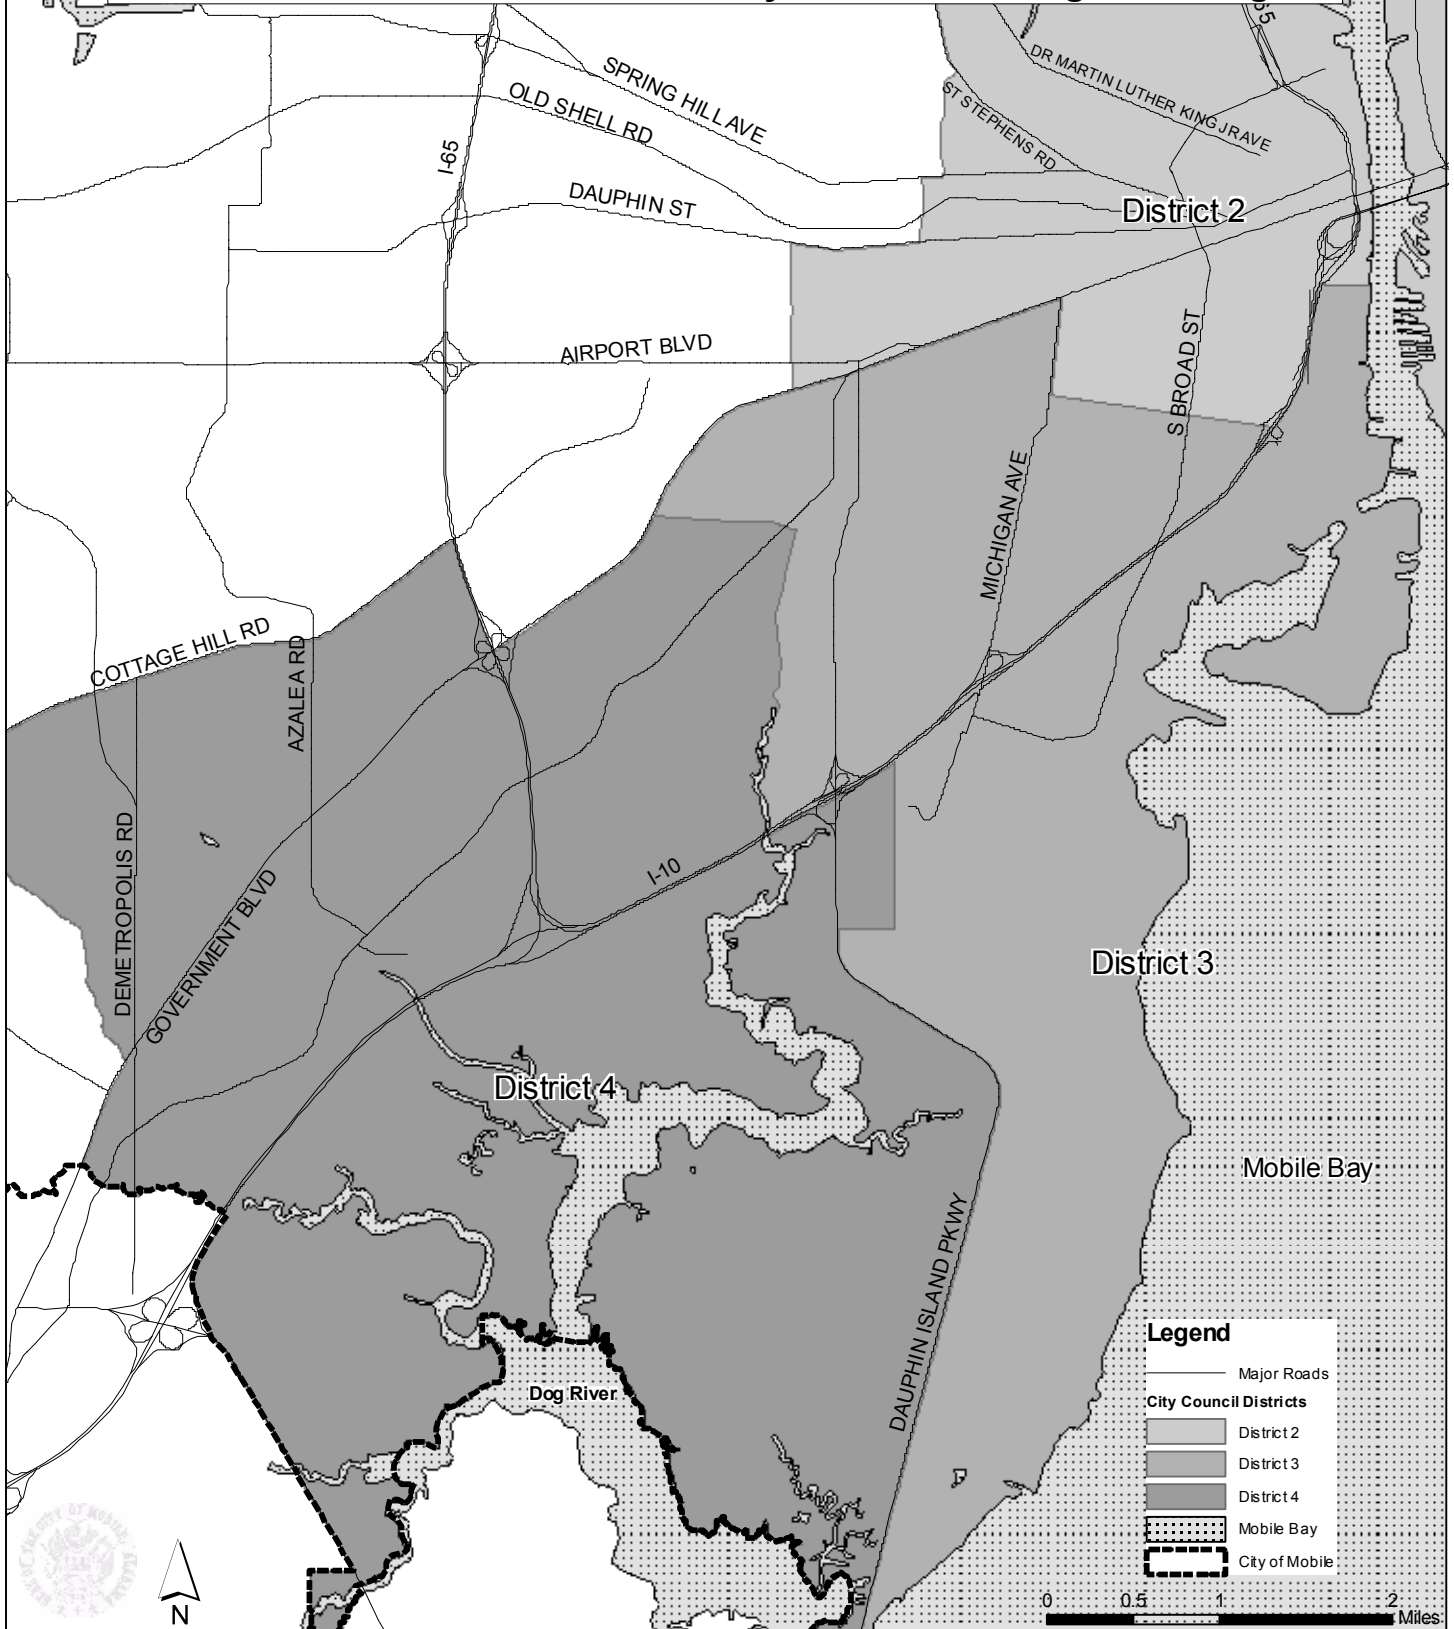 65
SPRING HILL AVE
DR MARTIN LUTHER KING JR AVE
OLD SHELL RD
ST STEPHENS RD
I-65
DAUPHIN ST
District 2
AIRPORT BLVD
S BROAD ST
MICHIGAN AVE
COTTAGE HILL RD
AZALEA RD
DEMETROPOLIS RD
I-10
GOVERNMENT BLVD
District 3
District 4
Mobile Bay
DAUPHIN ISLAND PKWY
Dog River
Legend
Major Roads
City Council Districts
District 2
District 3
District 4
Mobile Bay
City of Mobile
N
0 0.5 1 2
Miles